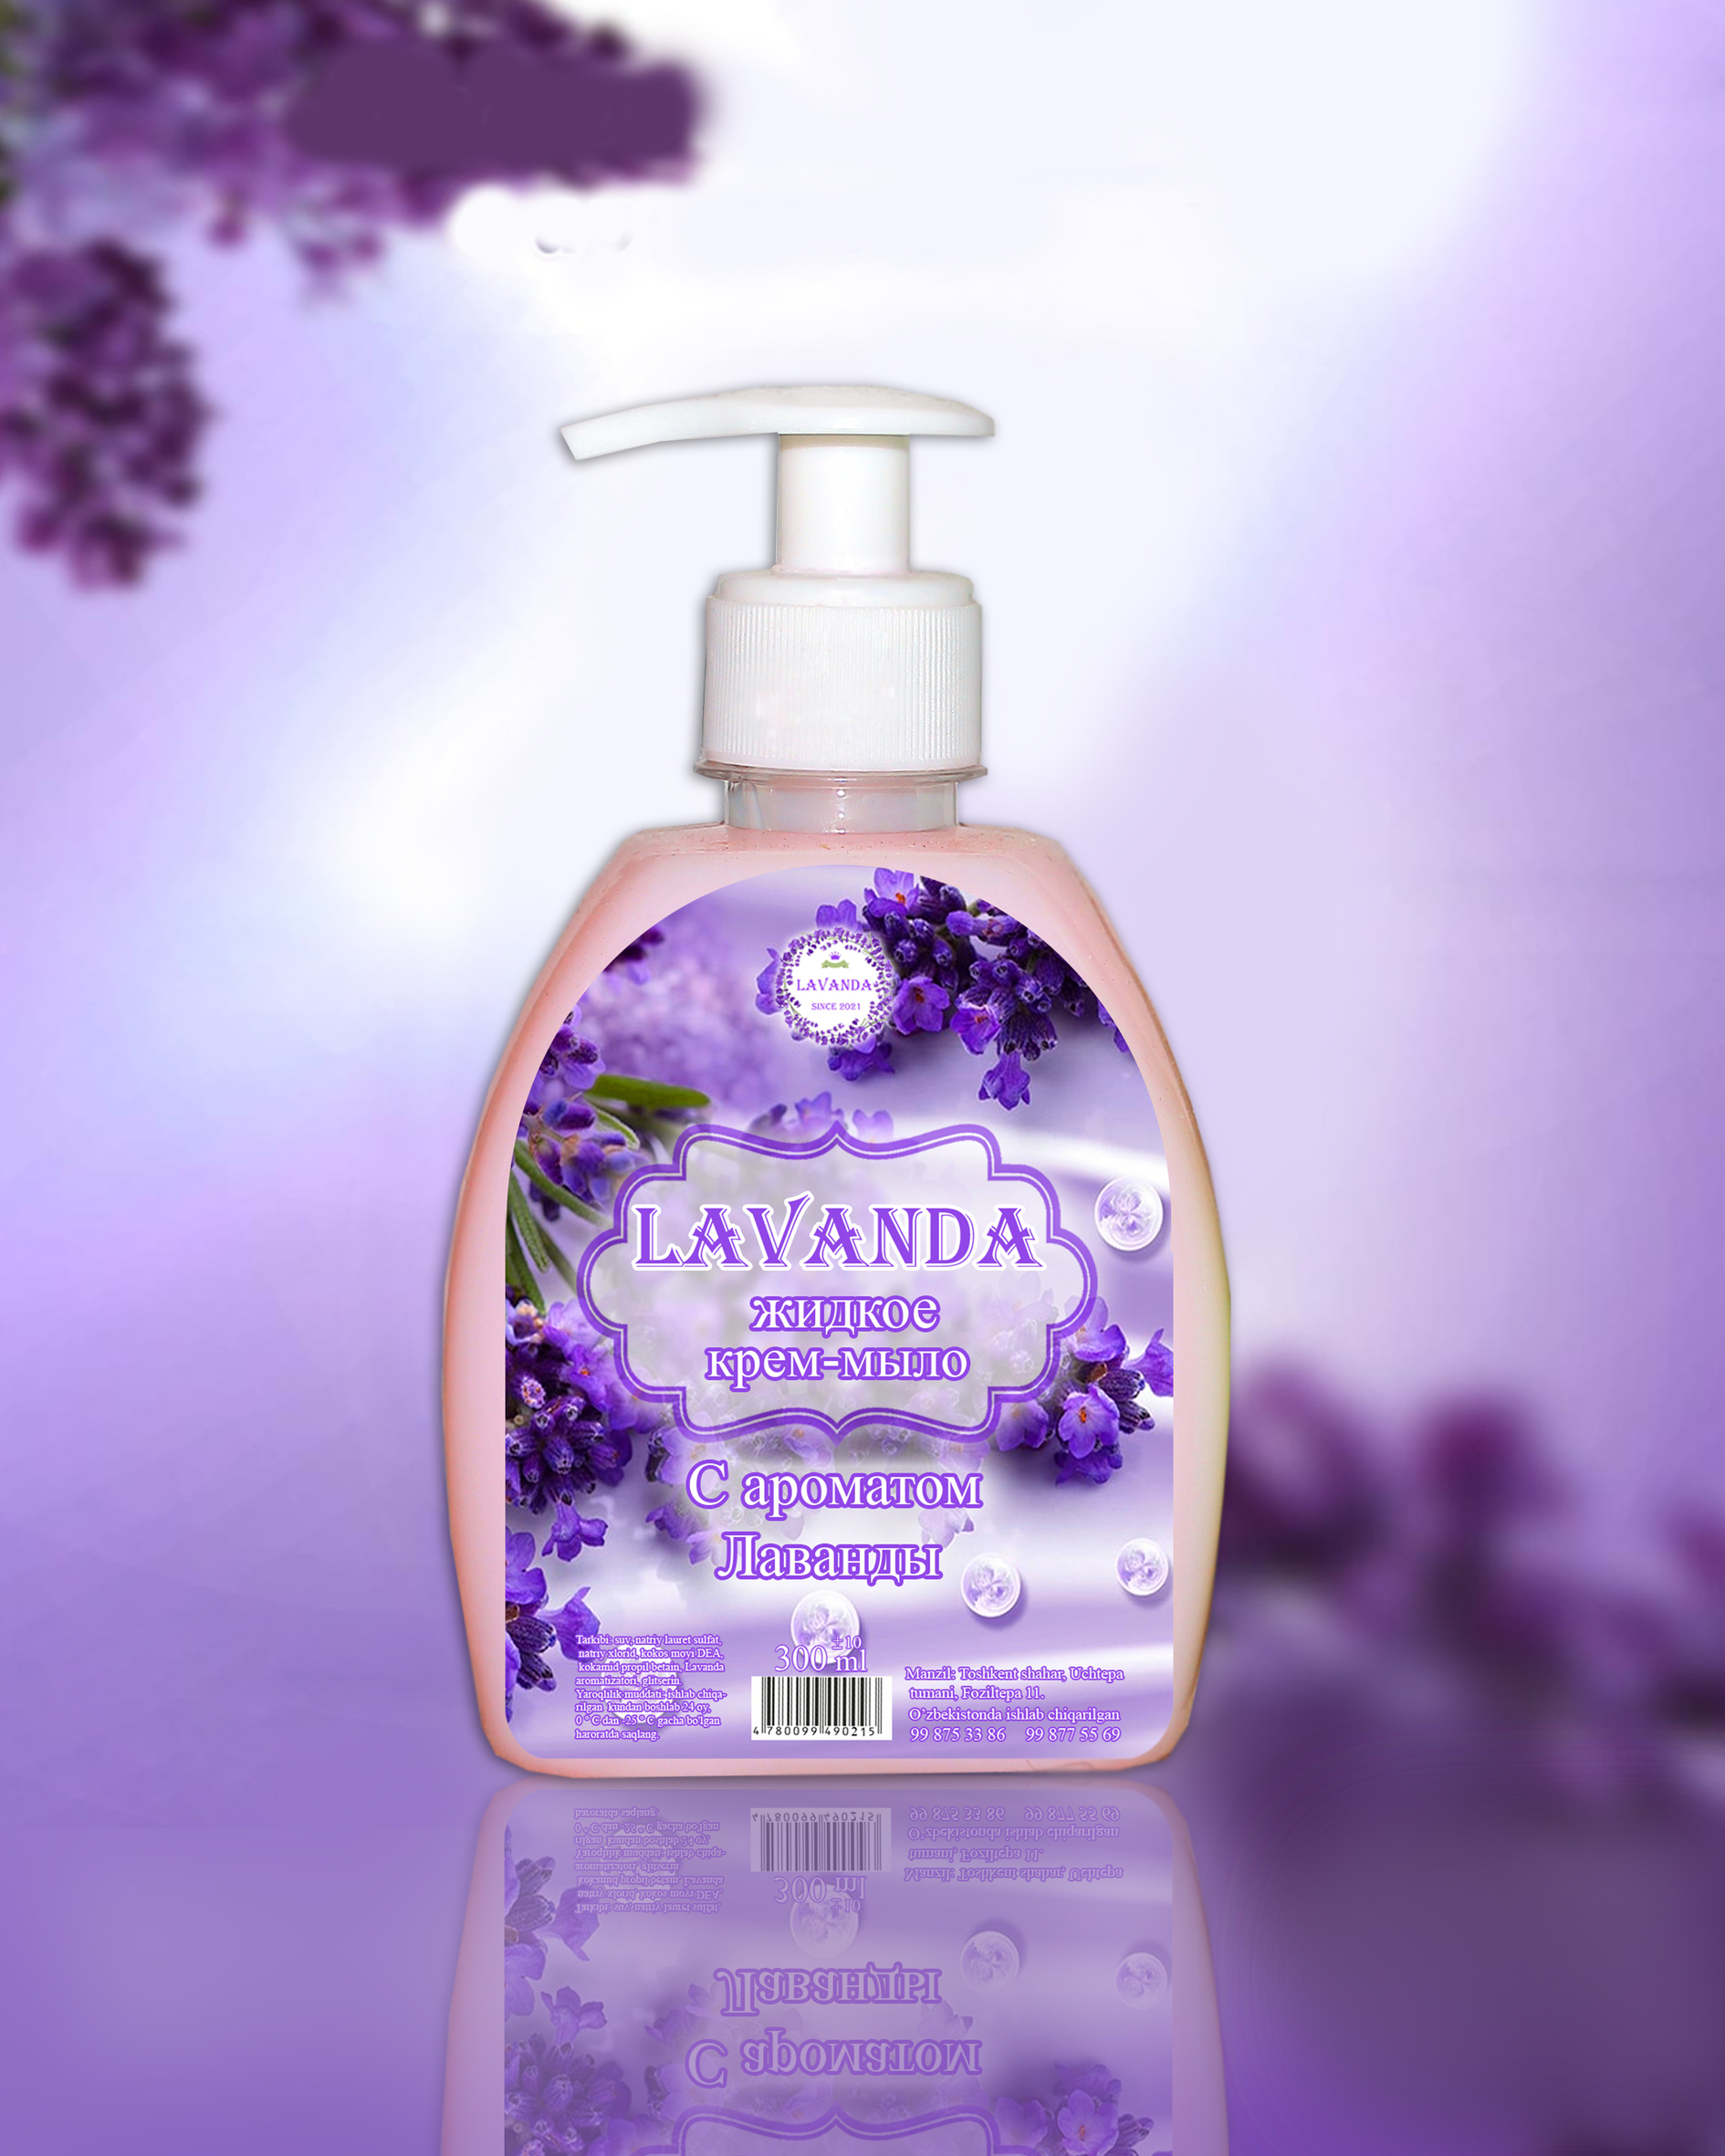 LAVANDA
SINCE 2021
LAVANDA
жидкое
крем-мыло
С ароматом
Лаванды
Tarkibi: suv, natriy lauret sulfat,
natriy xlorid, kokos moyi DEA,
kokamid propil betain, Lavanda
aromatizatori, glitserin.
Yaroqlilik muddati: ishlab chiqa-
rilgan kundan boshlab 24 oy,
0 °C dan -25 °C gacha bo'lgan
haroratda saqlang.
±10
300 ml
4 780099 490215
Manzil: Toshkent shahar, Uchtepa
tumani, Foziltepa 11.
O'zbekistonda ishlab chiqarilgan
99 875 33 86 99 877 55 69